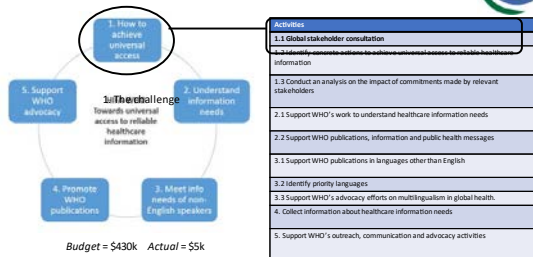 1. How to
achieve
universal
access
2. Understand
information
needs
3. Meet info
needs of non-
English speakers
4. Promote
WHO
publications
5. Support
WHO
advocacy
1. The challenge
Towards universal
access to reliable
healthcare
information
Budget = $430k Actual = $5k
Activities
1.1 Global stakeholder consultation
1.2 Identify concrete actions to achieve universal access to reliable healthcare
information
1.3 Conduct an analysis on the impact of commitments made by relevant
stakeholders
2.1 Support WHO's work to understand healthcare information needs
2.2 Support WHO publications, information and public health messages
3.1 Support WHO publications in languages other than English
3.2 Identify priority languages
3.3 Support WHO's advocacy efforts on multilingualism in global health.
4. Collect information about healthcare information needs
5. Support WHO's outreach, communication and advocacy activities